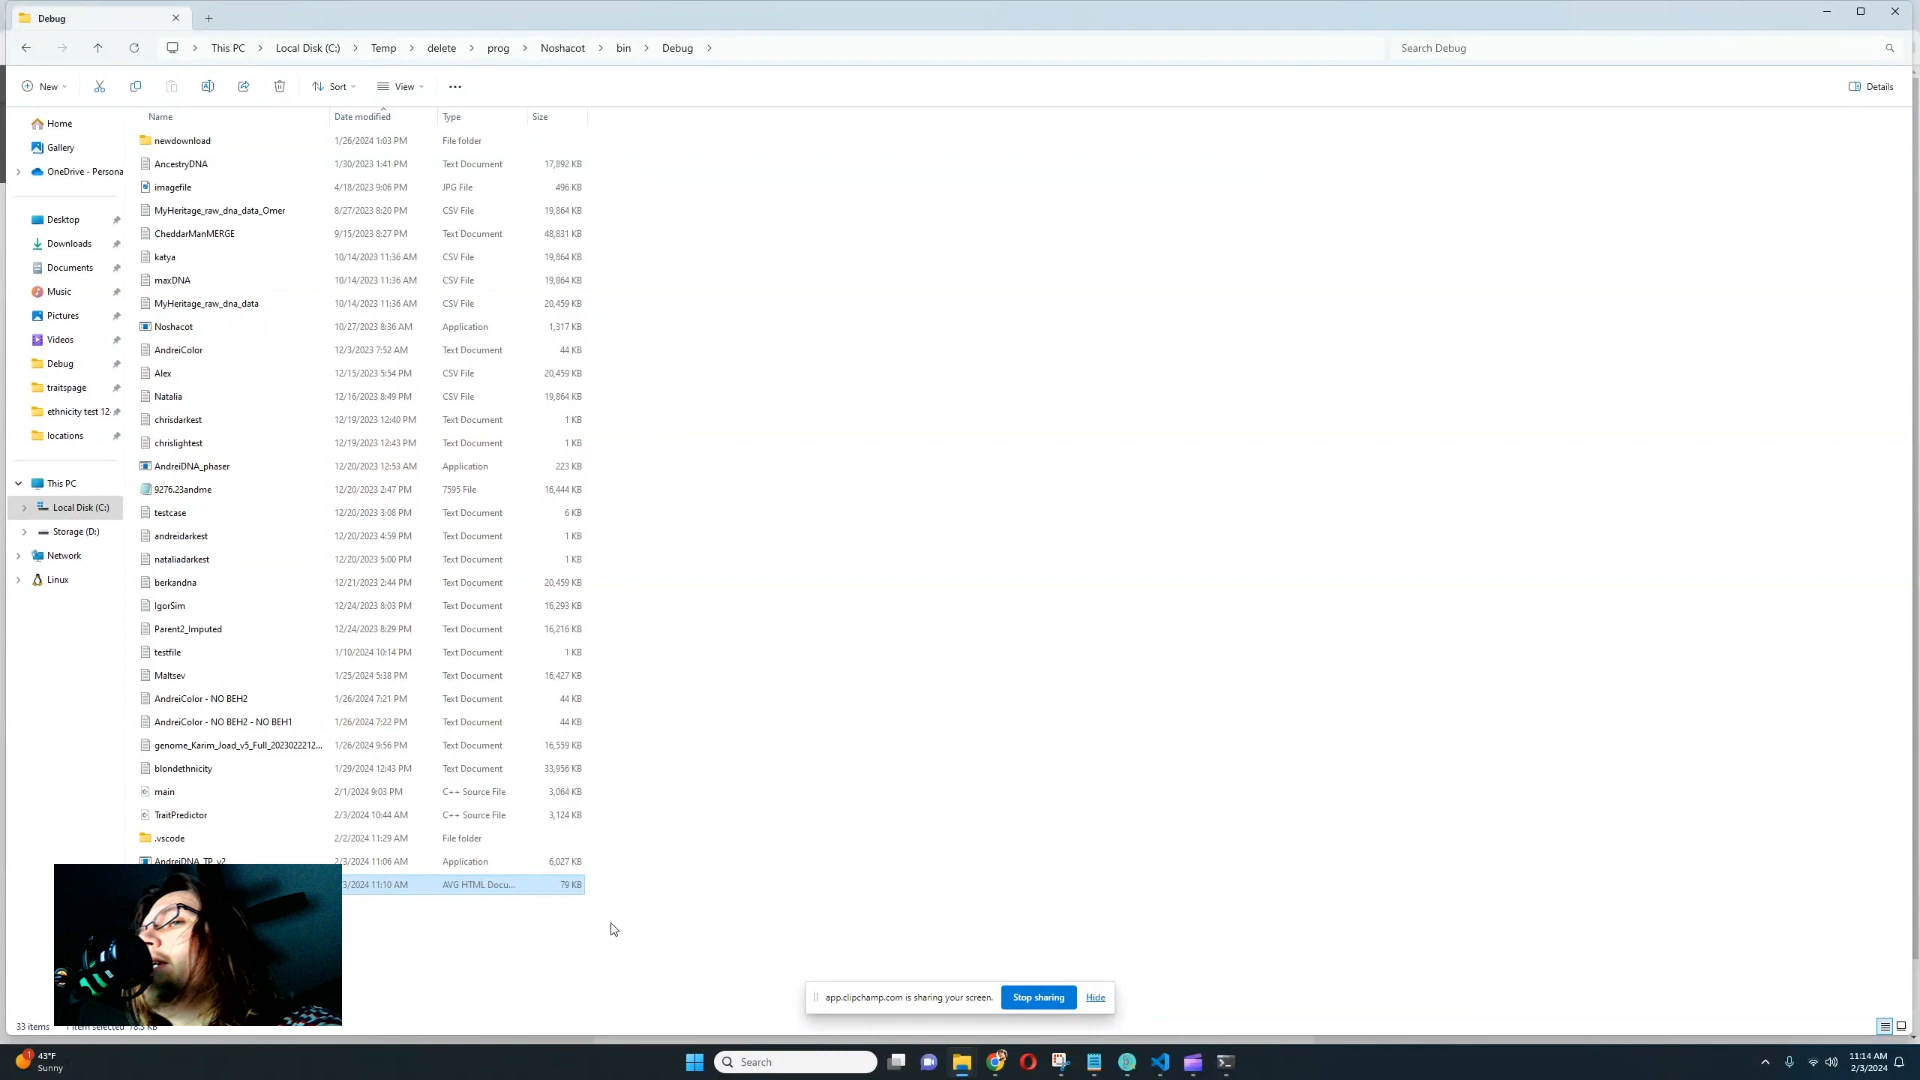 Debug
This PC > Local Disk (C:) > Temp > delete > prog > Noshacot > bin > Debug >
Search Debug
New
Sort
View
Details
Name Date modified Type Size
Home
Gallery
OneDrive - Persona
Desktop
Downloads
Documents
Music
Pictures
Videos
Debug
traitspage
ethnicity test 12-
locations
This PC
Local Disk (C:)
Storage (D:)
Network
Linux
newdownload 1/26/2024 1:03 PM File folder
AncestryDNA 1/30/2023 1:41 PM Text Document 17,892 KB
imagefile 4/18/2023 9:06 PM JPG File 496 KB
MyHeritage_raw_dna_data_Omer 8/27/2023 8:20 PM CSV File 19,864 KB
CheddarManMERGE 9/15/2023 8:27 PM Text Document 48,831 KB
katya 10/14/2023 11:36 AM CSV File 19,864 KB
maxDNA 10/14/2023 11:36 AM CSV File 19,864 KB
MyHeritage_raw_dna_data 10/14/2023 11:36 AM CSV File 20,459 KB
Noshacot 10/27/2023 8:36 AM Application 1,317 KB
AndreiColor 12/3/2023 7:52 AM Text Document 44 KB
Alex 12/15/2023 5:54 PM CSV File 20,459 KB
Natalia 12/16/2023 8:49 PM CSV File 19,864 KB
chrisdarkest 12/19/2023 12:40 PM Text Document 1 KB
chrislightest 12/19/2023 12:43 PM Text Document 1 KB
AndreiDNA_phaser 12/20/2023 12:53 AM Application 223 KB
9276.23andme 12/20/2023 2:47 PM 7595 File 16,444 KB
testcase 12/20/2023 3:08 PM Text Document 6 KB
andreidarkest 12/20/2023 4:59 PM Text Document 1 KB
nataliadarkest 12/20/2023 5:00 PM Text Document 1 KB
berkandna 12/21/2023 2:44 PM Text Document 20,459 KB
IgorSim 12/24/2023 8:03 PM Text Document 16,293 KB
Parent2_Imputed 12/24/2023 8:29 PM Text Document 16,216 KB
testfile 1/10/2024 10:14 PM Text Document 1 KB
Maltsev 1/25/2024 5:38 PM Text Document 16,427 KB
AndreiColor - NO BEH2 1/26/2024 7:21 PM Text Document 44 KB
AndreiColor - NO BEH2 - NO BEH1 1/26/2024 7:22 PM Text Document 44 KB
genome_Karim_Joad_v5_Full_2023022212... 1/26/2024 9:56 PM Text Document 16,559 KB
blondethnicity 1/29/2024 12:43 PM Text Document 33,956 KB
main 2/1/2024 9:03 PM C++ Source File 3,064 KB
TraitPredictor 2/3/2024 10:44 AM C++ Source File 3,124 KB
.vscode 2/2/2024 11:29 AM File folder
AndreiDNA_TP_v2 2/3/2024 11:06 AM Application 6,027 KB
3/2024 11:10 AM AVG HTML Docu... 79 KB
app.clipchamp.com is sharing your screen. Stop sharing Hide
33 items 1 item selected 78.3 KB
43°F
Sunny
Search
11:14 AM
2/3/2024